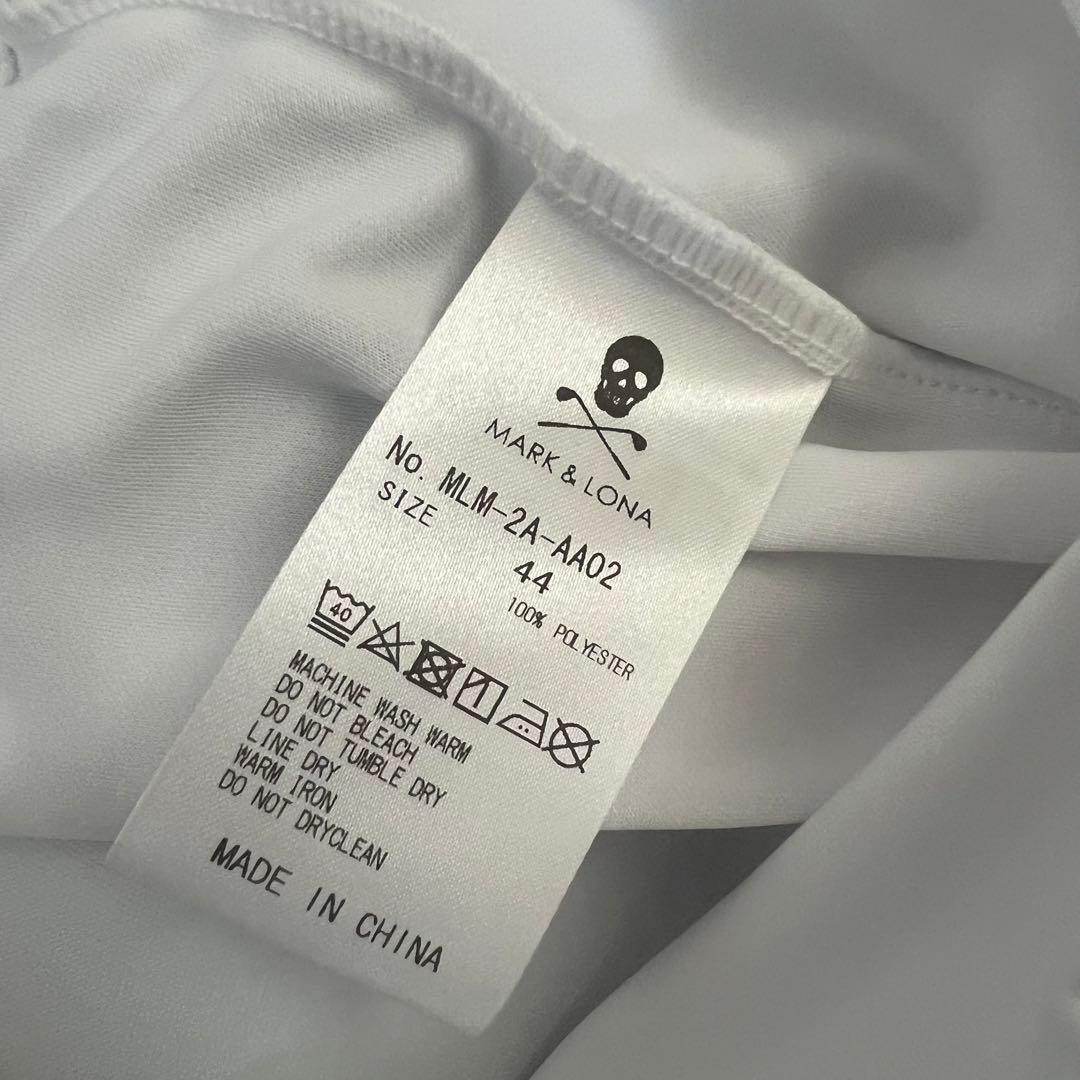 MARK & LONA
No. MLM-2A-AA02
SIZE 44
100% POLYESTER
40
MACHINE WASH WARM
DO NOT BLEACH
DO NOT TUMBLE DRY
LINE DRY
WARM IRON
DO NOT DRYCLEAN
MADE IN CHINA